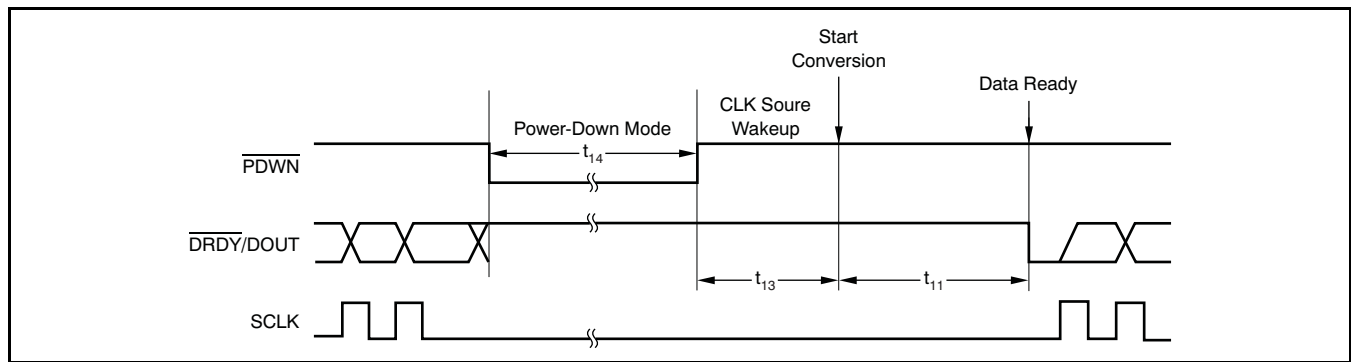 Start
Conversion
Data Ready
CLK Soure
Wakeup
Power-Down Mode
t14
PDWN
DRDY/DOUT
t13
t11
SCLK